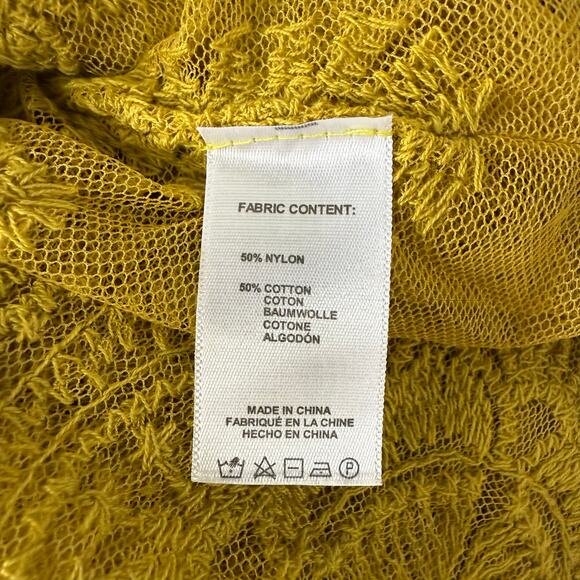 FABRIC CONTENT:
50% NYLON
50% COTTON
COTON
BAUMWOLLE
COTONE
ALGODÓN
MADE IN CHINA
FABRIQUÉ EN LA CHINE
HECHO EN CHINA
P